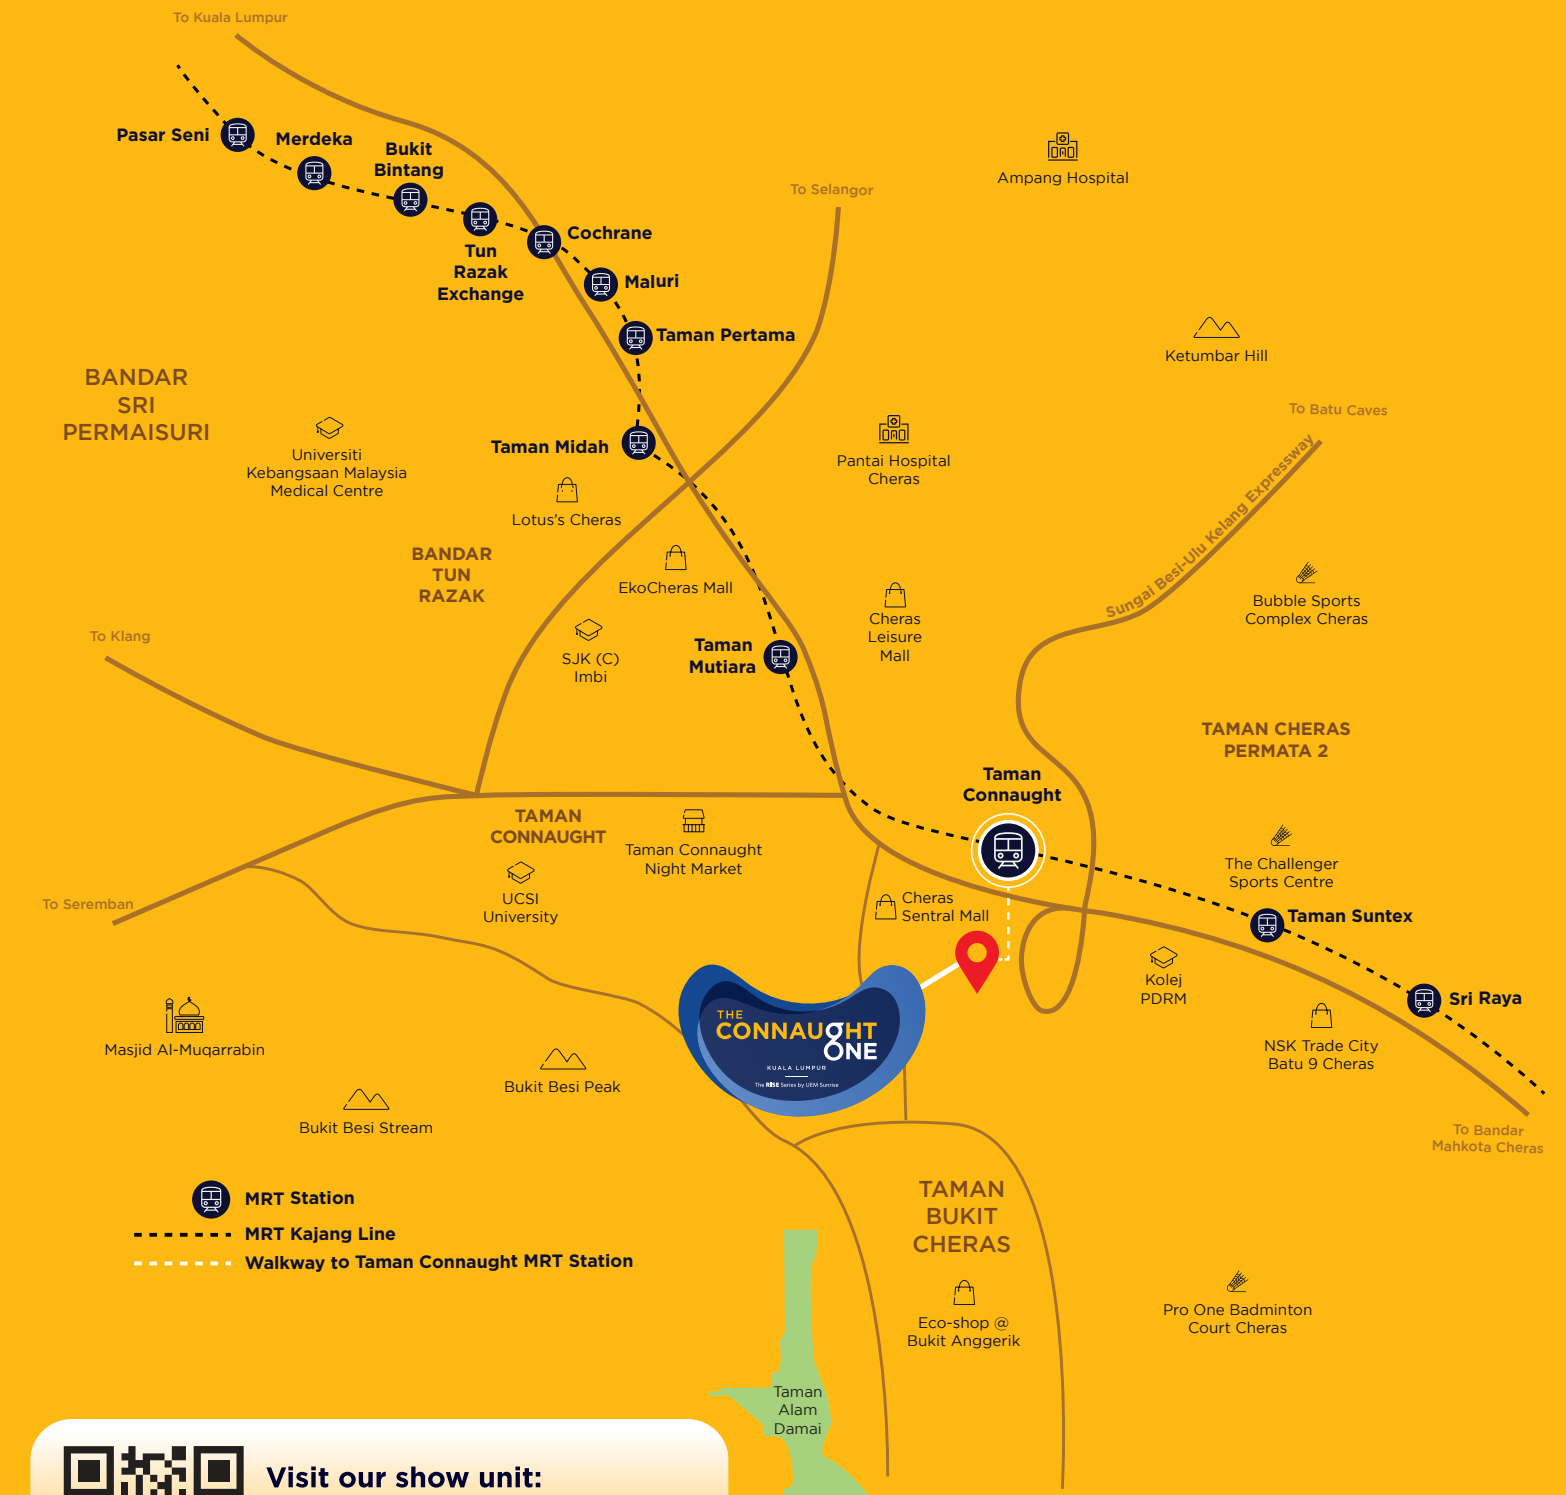 To Kuala Lumpur
Pasar Seni
Merdeka
Bukit
Bintang
Ampang Hospital
To Selangor
Cochrane
Tun
Razak
Exchange
Maluri
Taman Pertama
Ketumbar Hill
BANDAR
SRI
PERMAISURI
To Batu Caves
Sungai Besi-Ulu Kelang Expressway
Universiti
Kebangsaan Malaysia
Medical Centre
Taman Midah
Pantai Hospital
Cheras
Lotus's Cheras
BANDAR
TUN
RAZAK
EkoCheras Mall
Cheras
Leisure
Mall
Bubble Sports
Complex Cheras
To Klang
SJK (C)
Imbi
Taman
Mutiara
TAMAN CHERAS
PERMATA 2
Taman
Connaught
TAMAN
CONNAUGHT
Taman Connaught
Night Market
The Challenger
Sports Centre
UCSI
University
To Seremban
Cheras
Sentral Mall
Taman Suntex
Kolej
PDRM
Sri Raya
THE
CONNAUGHT
ONE
KUALA LUMPUR
The RISE Series by UEM Sunrise
Masjid Al-Muqarrabin
NSK Trade City
Batu 9 Cheras
Bukit Besi Peak
Bukit Besi Stream
To Bandar
Mahkota Cheras
MRT Station
MRT Kajang Line
Walkway to Taman Connaught MRT Station
TAMAN
BUKIT
CHERAS
Eco-shop @
Bukit Anggerik
Pro One Badminton
Court Cheras
Taman
Alam
Damai
Visit our show unit: